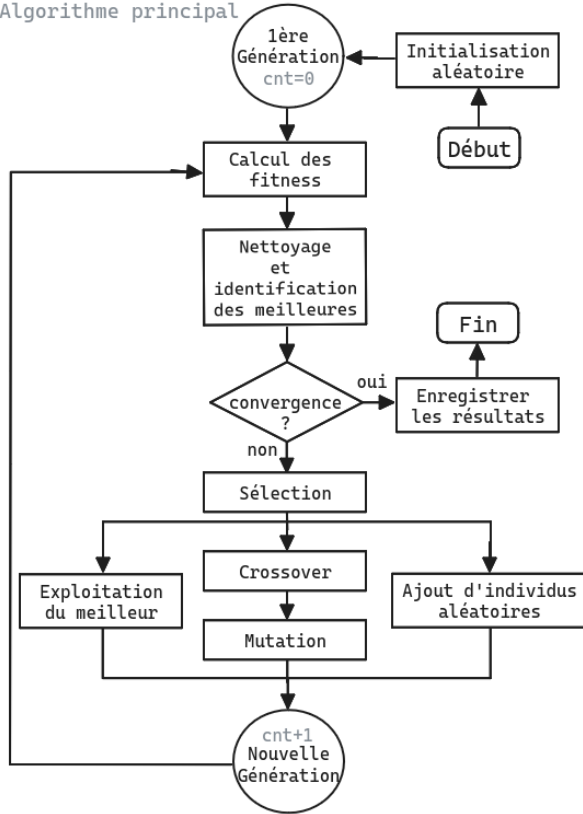 Algorithme principal
1ère
Génération
cnt=0
Initialisation
aléatoire
Début
Calcul des
fitness
Nettoyage
et
identification
des meilleures
Fin
convergence
?
oui
Enregistrer
les résultats
non
Sélection
Exploitation
du meilleur
Crossover
Ajout d'individus
aléatoires
Mutation
cnt+1
Nouvelle
Génération